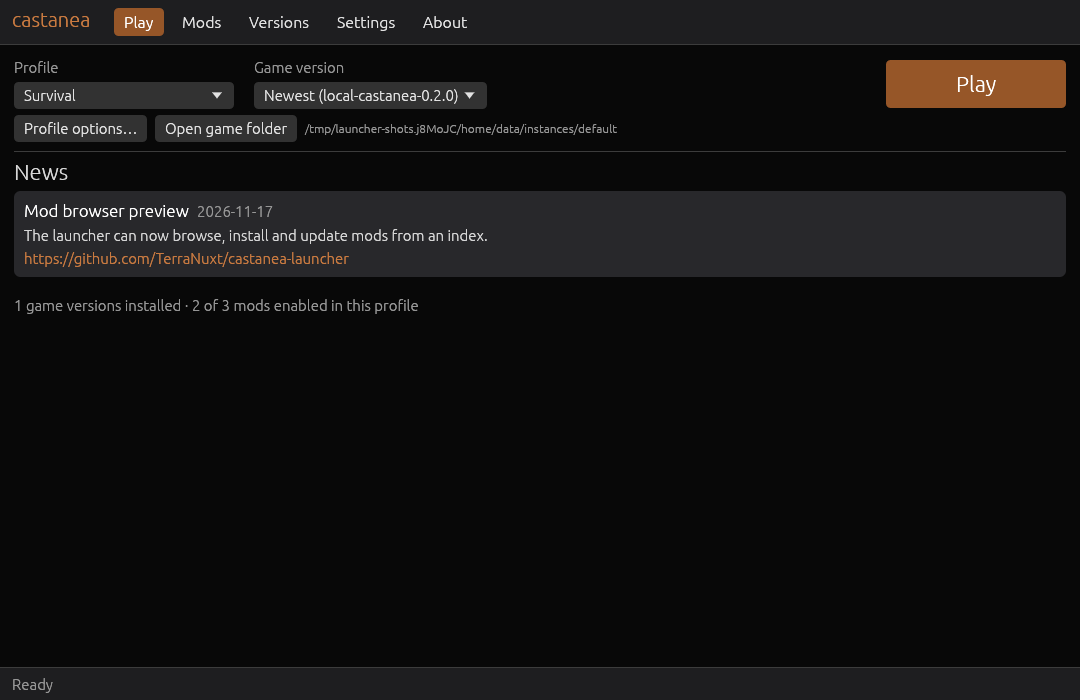 castanea Play Mods Versions Settings About
Profile Game version
Survival Newest (local-castanea-0.2.0) Play
Profile options... Open game folder /tmp/launcher-shots.j8MoJC/home/data/instances/default
News
Mod browser preview 2026-11-17
The launcher can now browse, install and update mods from an index.
https://github.com/TerraNuxt/castanea-launcher
1 game versions installed · 2 of 3 mods enabled in this profile
Ready